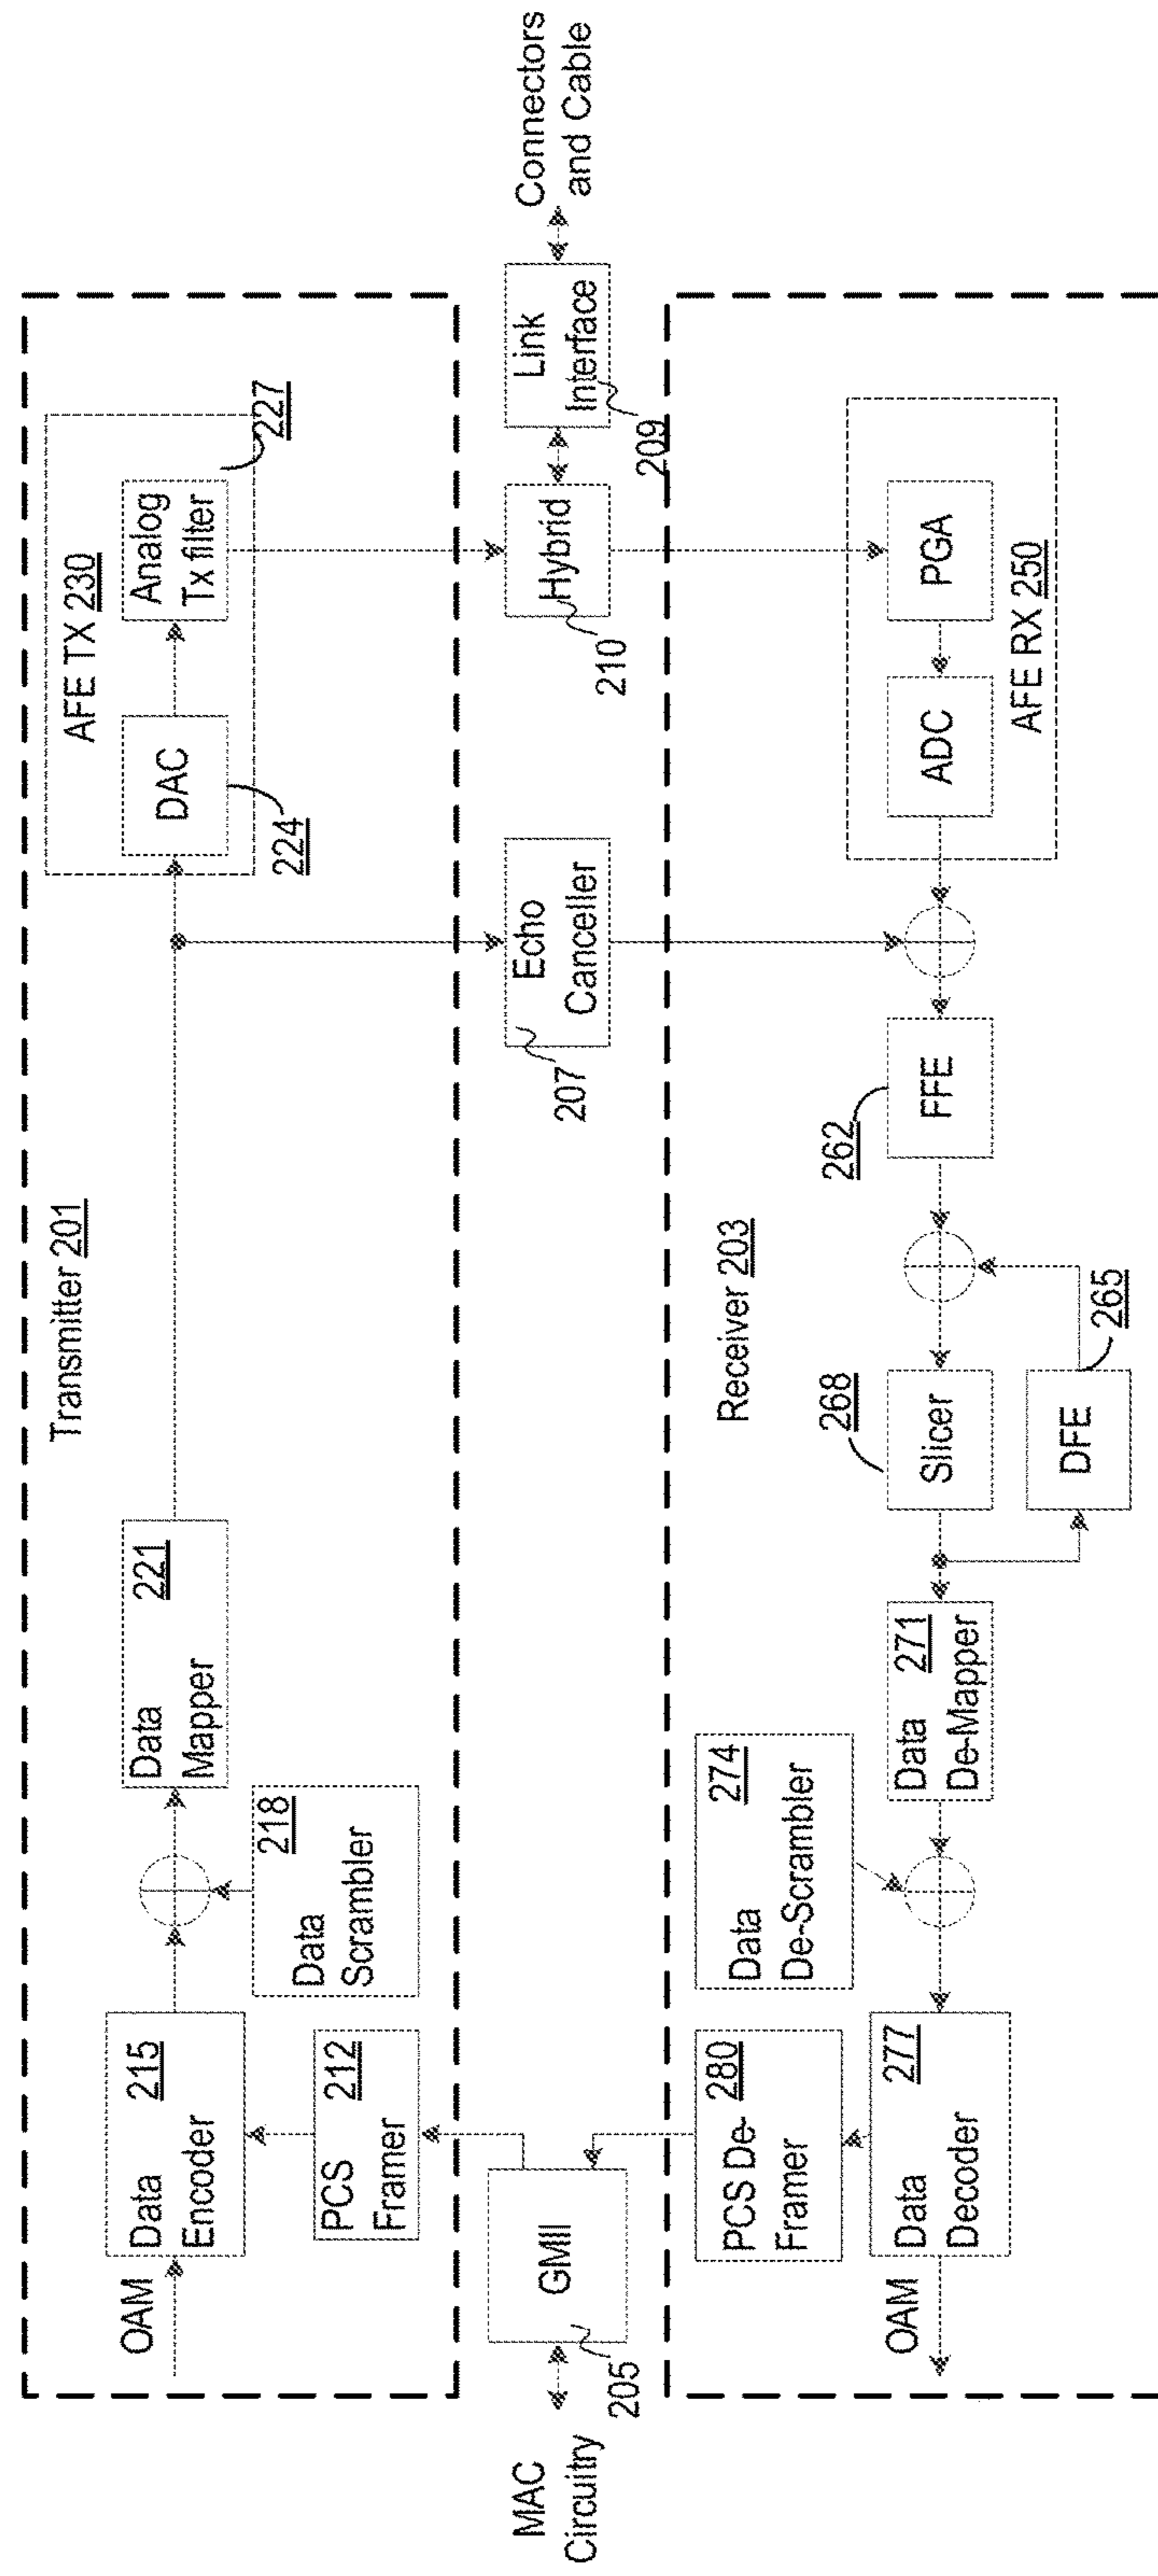 Transmitter 201
OAM
Data 215
Encoder
PCS 212
Framer
218
Data
Scrambler
Data 221
Mapper
AFE TX 230
DAC
224
Analog
Tx filter
227
MAC
Circuitry
GMII
205
Echo
Canceller
207
Hybrid
210
Link
Interface
209
Connectors
and Cable
Receiver 203
PCS De- 280
Framer
Data 277
Decoder
OAM
Data 274
De-Scrambler
Data 271
De-Mapper
268
Slicer
DFE
265
262
FFE
ADC
PGA
AFE RX 250